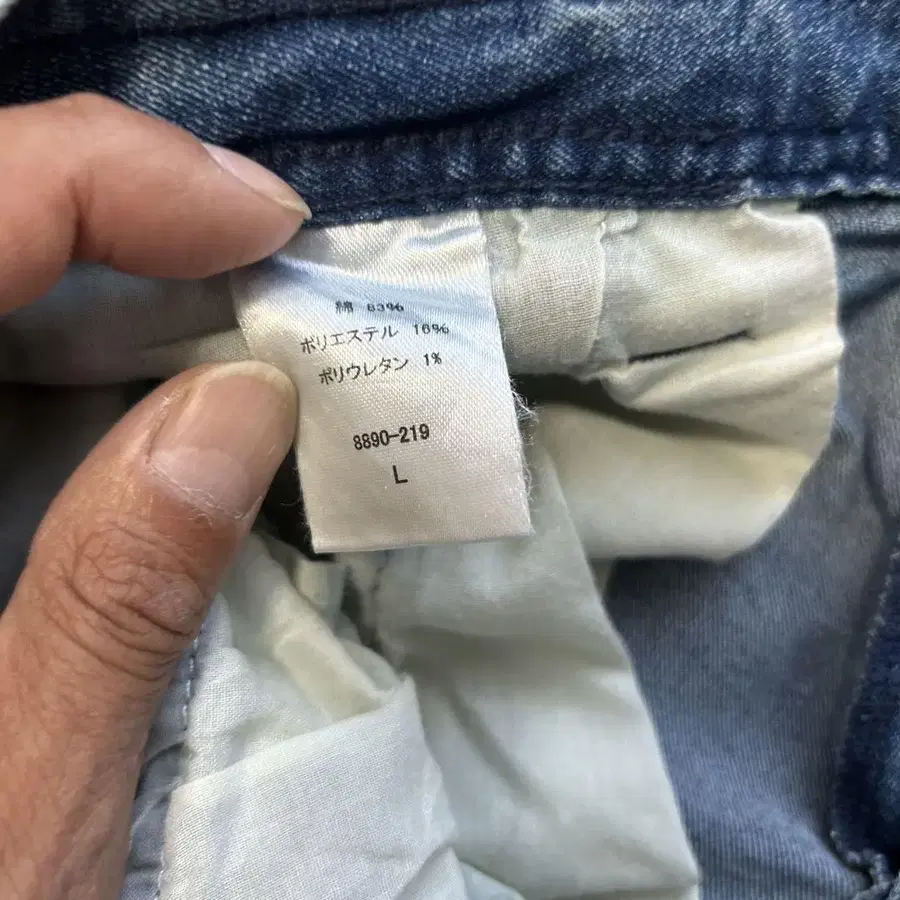 綿 83%
ポリエステル 16%
ポリウレタン 1%
8890-219
L